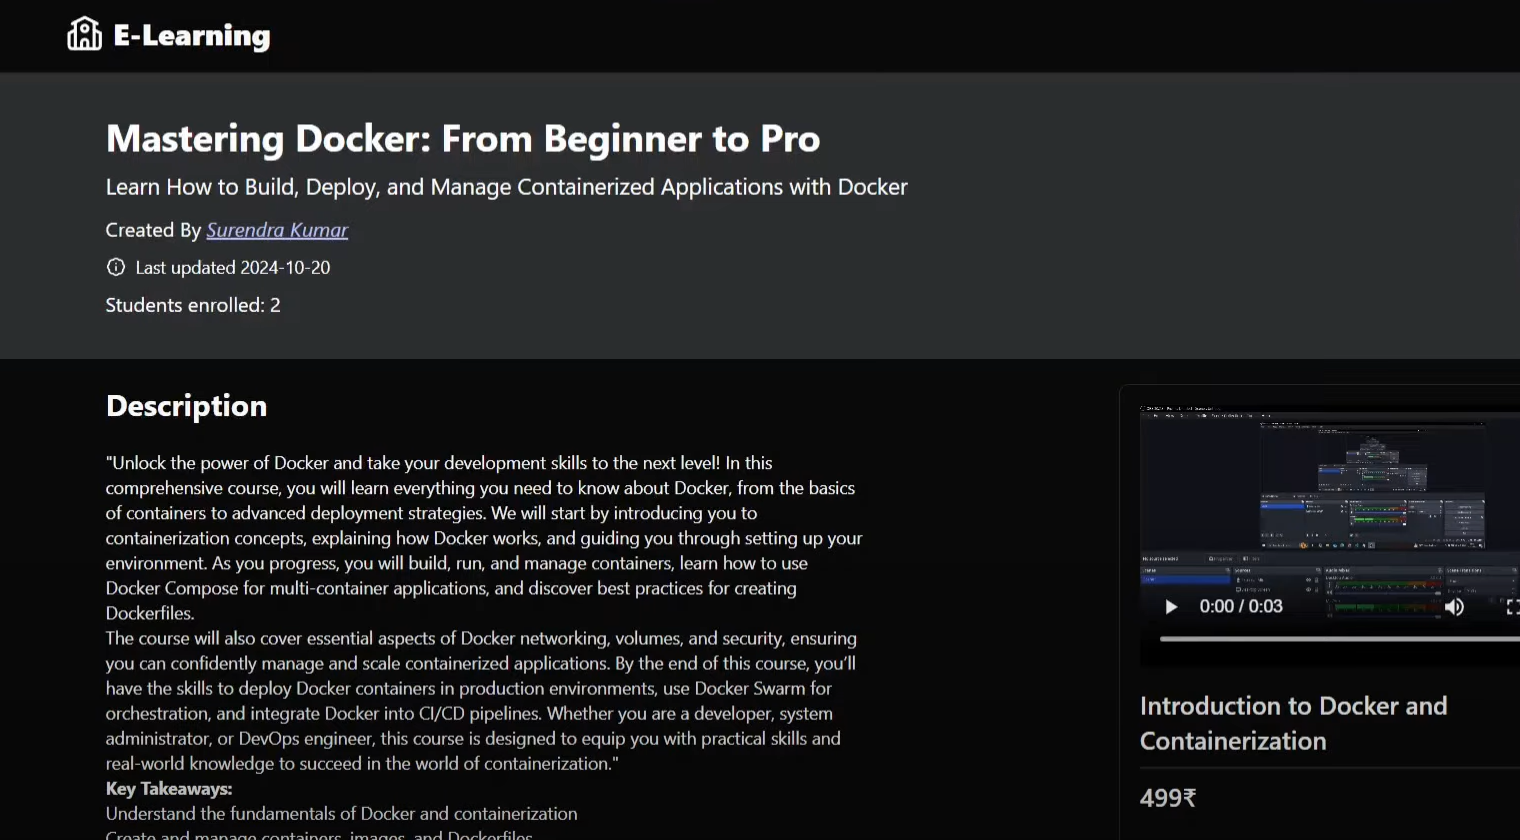 E-Learning
Mastering Docker: From Beginner to Pro
Learn How to Build, Deploy, and Manage Containerized Applications with Docker
Created By Surendra Kumar
Last updated 2024-10-20
Students enrolled: 2
Description
"Unlock the power of Docker and take your development skills to the next level! In this
comprehensive course, you will learn everything you need to know about Docker, from the basics
of containers to advanced deployment strategies. We will start by introducing you to
containerization concepts, explaining how Docker works, and guiding you through setting up your
environment. As you progress, you will build, run, and manage containers, learn how to use
Docker Compose for multi-container applications, and discover best practices for creating
Dockerfiles.
The course will also cover essential aspects of Docker networking, volumes, and security, ensuring
you can confidently manage and scale containerized applications. By the end of this course, you’ll
have the skills to deploy Docker containers in production environments, use Docker Swarm for
orchestration, and integrate Docker into CI/CD pipelines. Whether you are a developer, system
administrator, or DevOps engineer, this course is designed to equip you with practical skills and
real-world knowledge to succeed in the world of containerization."
Key Takeaways:
Understand the fundamentals of Docker and containerization
Create and manage containers, images, and Dockerfiles
0:00 / 0:03
Introduction to Docker and
Containerization
499₹